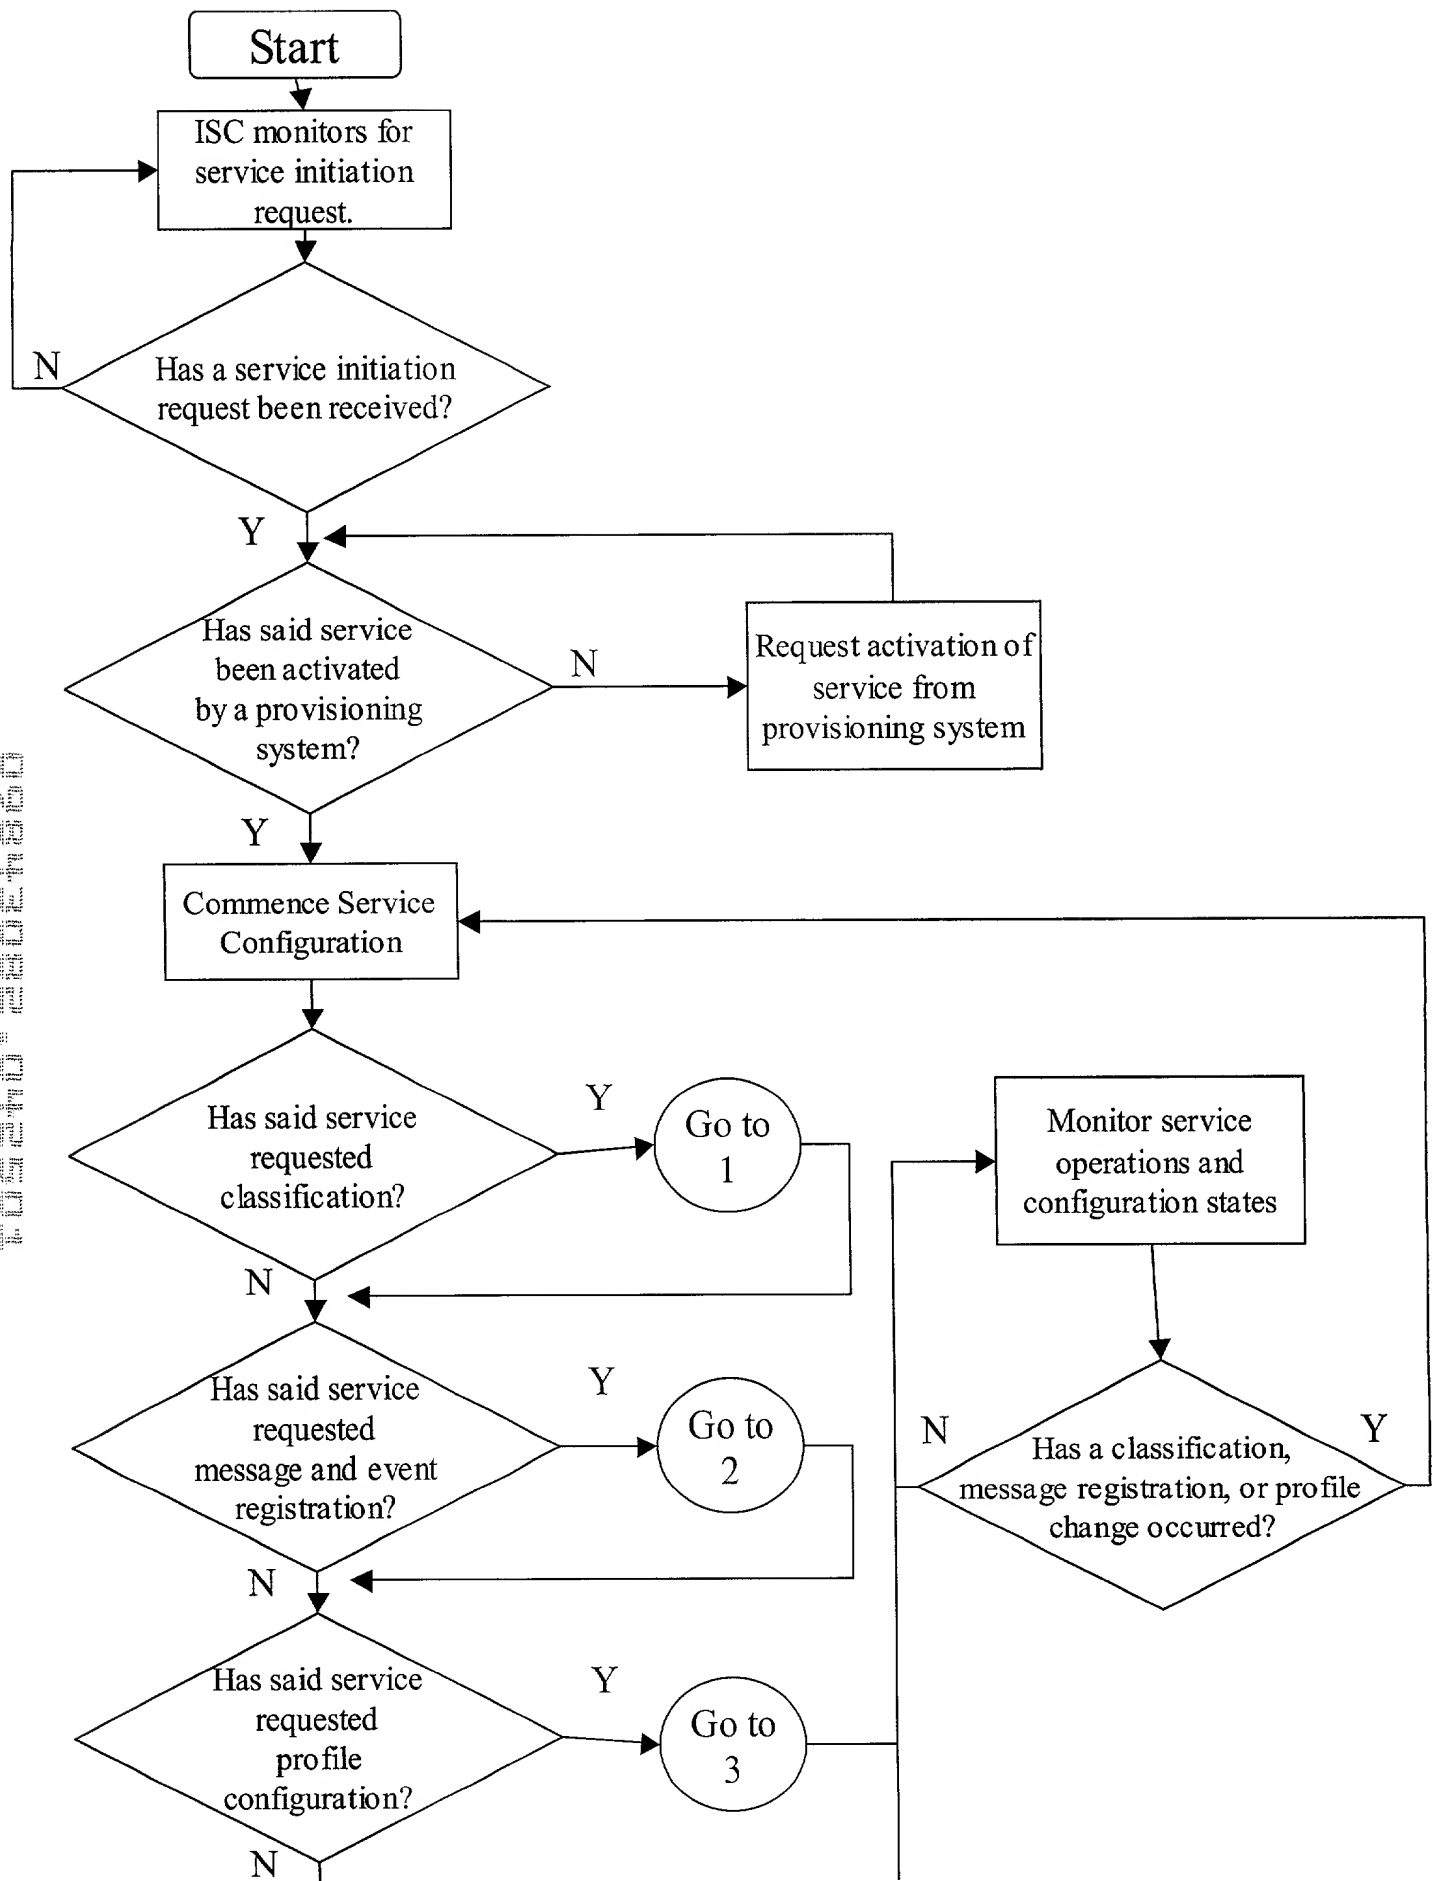 Start
ISC monitors for
service initiation
request.
N
Has a service initiation
request been received?
Y
Has said service
been activated
by a provisioning
system?
N
Request activation of
service from
provisioning system
Y
Commence Service
Configuration
Has said service
requested
classification?
Y
Go to
1
Monitor service
operations and
configuration states
N
Has said service
requested
message and event
registration?
Y
Go to
2
N
Has a classification,
message registration, or profile
change occurred?
Y
N
Has said service
requested
profile
configuration?
Y
Go to
3
N